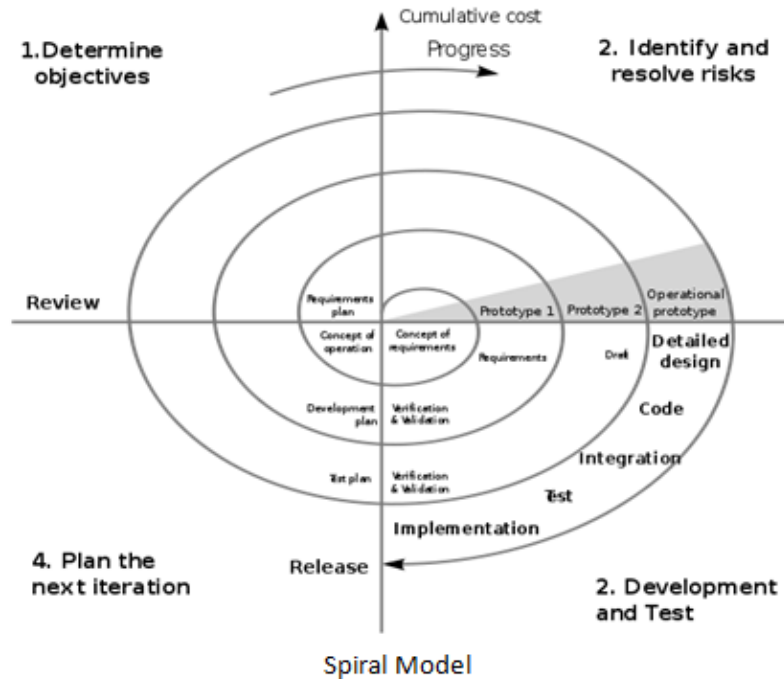 Cumulative cost
Progress
1.Determine
objectives
2. Identify and
resolve risks
Review
Requirements
plan
Prototype 1
Prototype 2
Operational
prototype
Concept of
operation
Concept of
requirements
Requirements
Draft
Detailed
design
Development
plan
Verification
& Validation
Code
Integration
Test plan
Verification
& Validation
Test
Implementation
Release
4. Plan the
next iteration
2. Development
and Test
Spiral Model